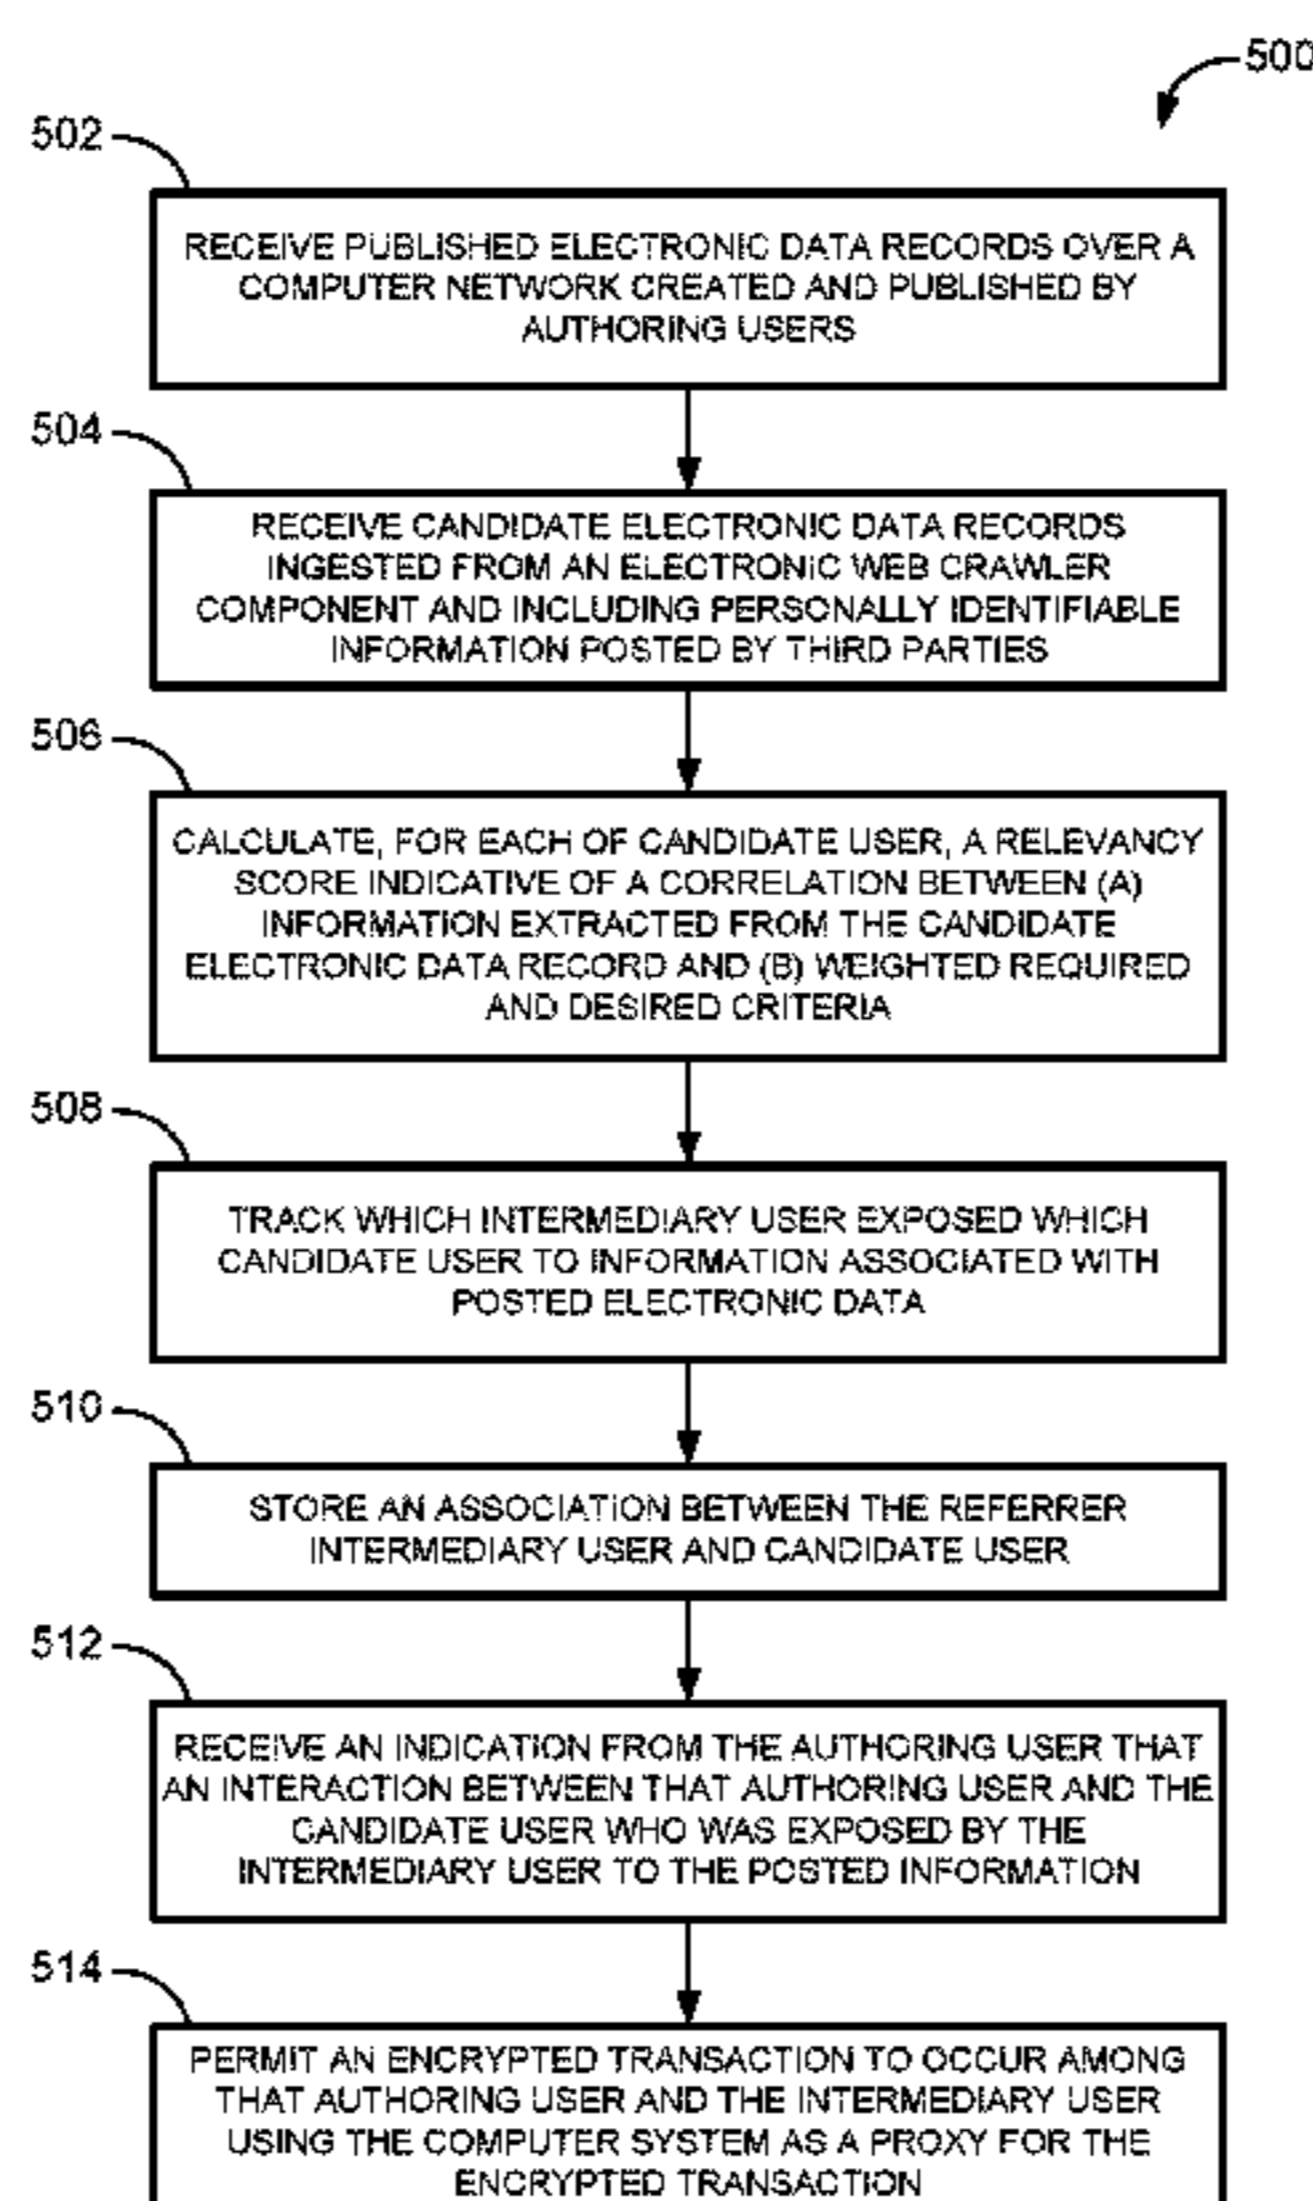 500
502
RECEIVE PUBLISHED ELECTRONIC DATA RECORDS OVER A
COMPUTER NETWORK CREATED AND PUBLISHED BY
AUTHORING USERS
504
RECEIVE CANDIDATE ELECTRONIC DATA RECORDS
INGESTED FROM AN ELECTRONIC WEB CRAWLER
COMPONENT AND INCLUDING PERSONALLY IDENTIFIABLE
INFORMATION POSTED BY THIRD PARTIES
506
CALCULATE, FOR EACH OF CANDIDATE USER, A RELEVANCY
SCORE INDICATIVE OF A CORRELATION BETWEEN (A)
INFORMATION EXTRACTED FROM THE CANDIDATE
ELECTRONIC DATA RECORD AND (B) WEIGHTED REQUIRED
AND DESIRED CRITERIA
508
TRACK WHICH INTERMEDIARY USER EXPOSED WHICH
CANDIDATE USER TO INFORMATION ASSOCIATED WITH
POSTED ELECTRONIC DATA
510
STORE AN ASSOCIATION BETWEEN THE REFERRER
INTERMEDIARY USER AND CANDIDATE USER
512
RECEIVE AN INDICATION FROM THE AUTHORING USER THAT
AN INTERACTION BETWEEN THAT AUTHORING USER AND THE
CANDIDATE USER WHO WAS EXPOSED BY THE
INTERMEDIARY USER TO THE POSTED INFORMATION
514
PERMIT AN ENCRYPTED TRANSACTION TO OCCUR AMONG
THAT AUTHORING USER AND THE INTERMEDIARY USER
USING THE COMPUTER SYSTEM AS A PROXY FOR THE
ENCRYPTED TRANSACTION